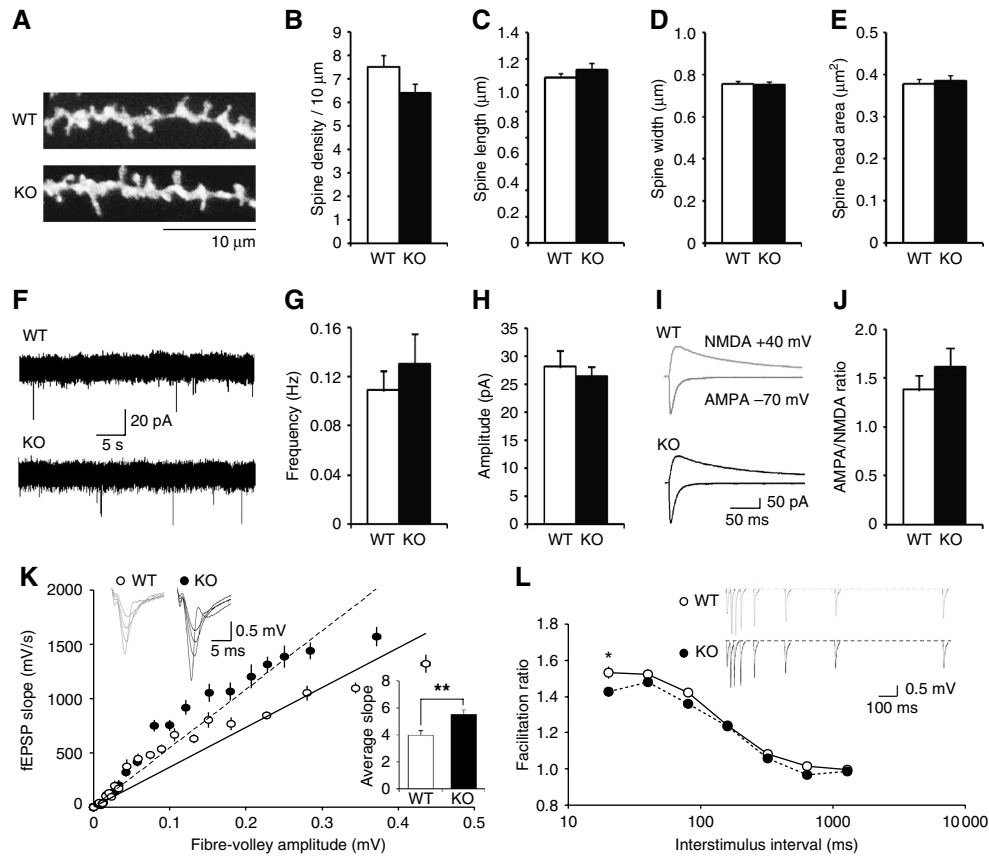 A
WT
KO
10 μm
B
Spine density / 10 μm
9
8
7
6
5
4
3
2
1
0
WT KO
C
Spine length (μm)
1.4
1.2
1.0
0.8
0.6
0.4
0.2
0
WT KO
D
Spine width (μm)
1.0
0.8
0.6
0.4
0.2
0
WT KO
E
Spine head area (μm²)
0.5
0.4
0.3
0.2
0.1
0
WT KO
F
WT
20 pA
5 s
KO
G
Frequency (Hz)
0.16
0.12
0.08
0.04
0
WT KO
H
Amplitude (pA)
35
30
25
20
15
10
5
0
WT KO
I
WT
NMDA +40 mV
AMPA –70 mV
KO
50 pA
50 ms
J
AMPA/NMDA ratio
2.0
1.5
1.0
0.5
0
WT KO
K
WT
KO
0.5 mV
5 ms
fEPSP slope (mV/s)
2000
1500
1000
500
0
0
0.1
0.2
0.3
0.4
0.5
Fibre-volley amplitude (mV)
Average slope
8
6
4
2
0
**
WT
KO
L
WT
KO
0.5 mV
100 ms
*
Facilitation ratio
1.8
1.6
1.4
1.2
1.0
0.8
10
100
1000
10 000
Interstimulus interval (ms)